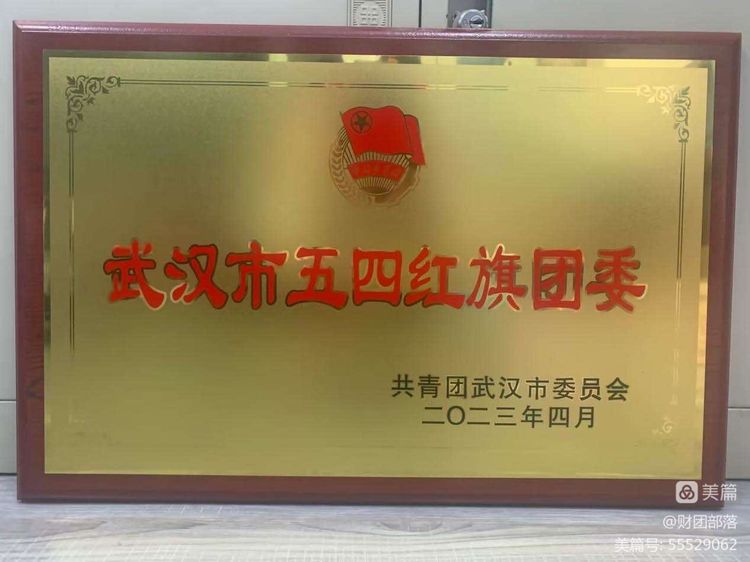 武汉市五四红旗团委
共青团武汉市委员会
二〇二三年四月
美篇
@财团部落
美篇号: 55529062